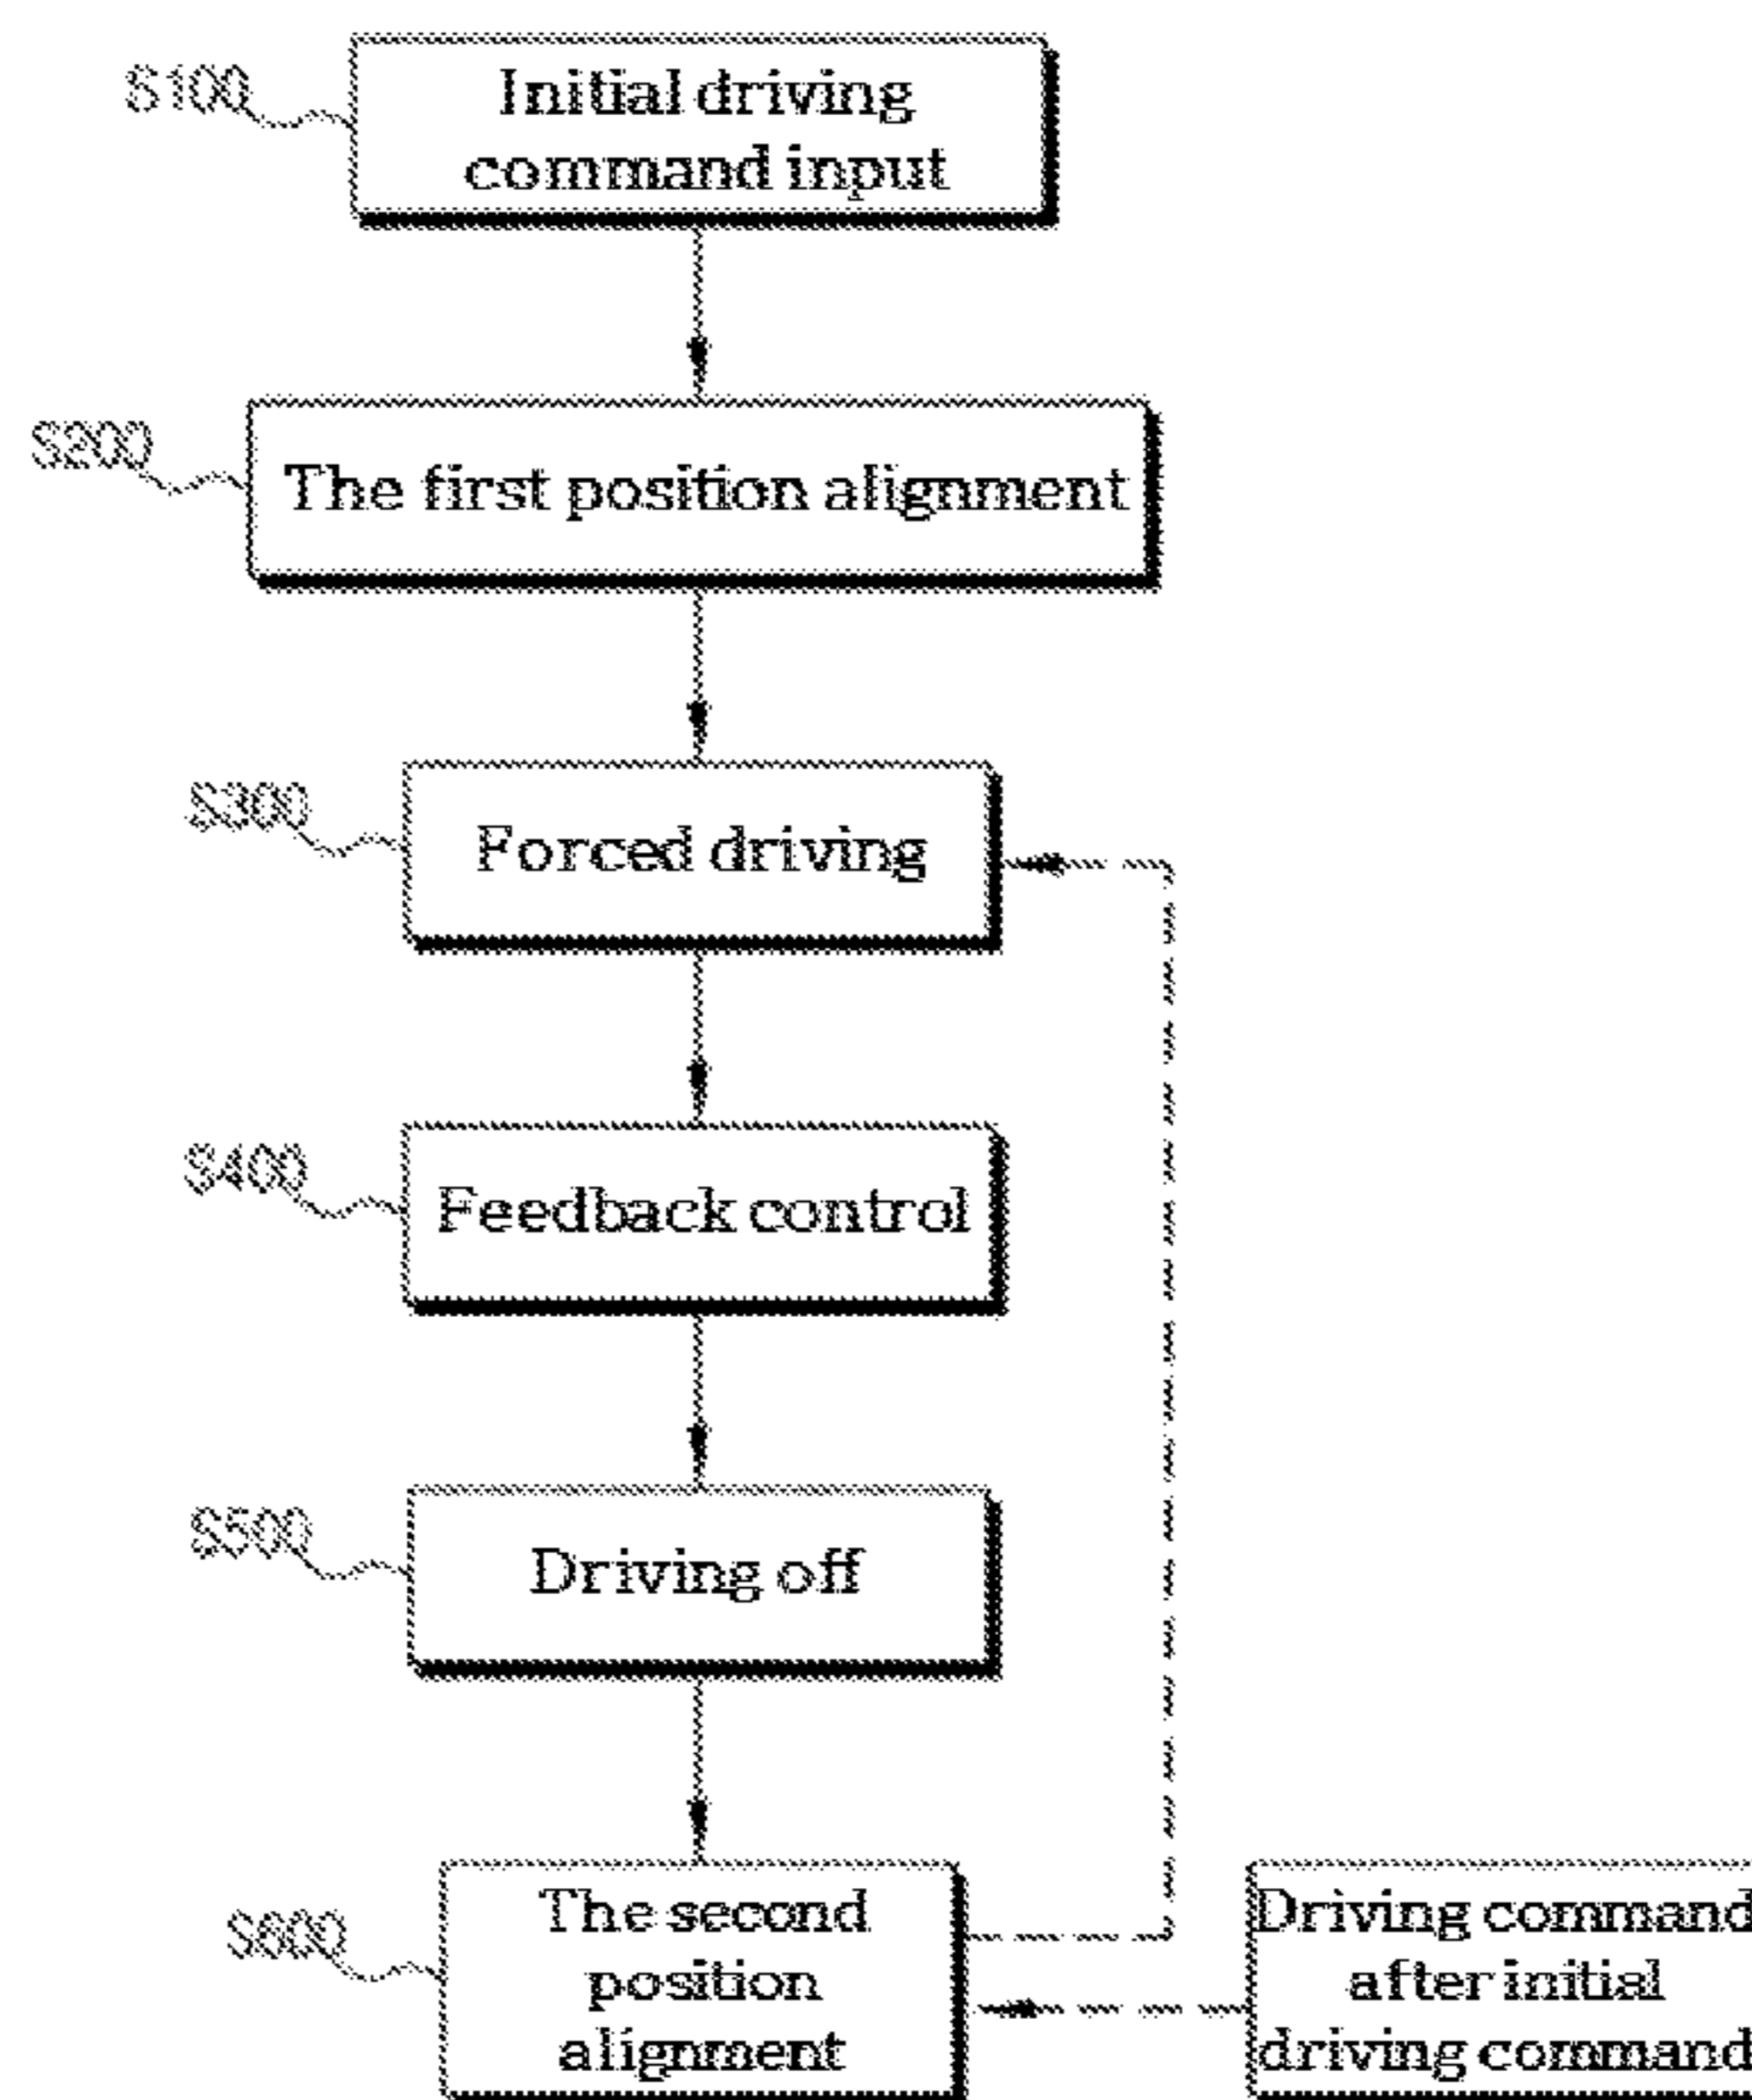 S100
Initial driving
command input
S200
The first position alignment
S300
Forced driving
S400
Feedback control
S500
Driving off
S600
The second
position
alignment
Driving command
after initial
driving command